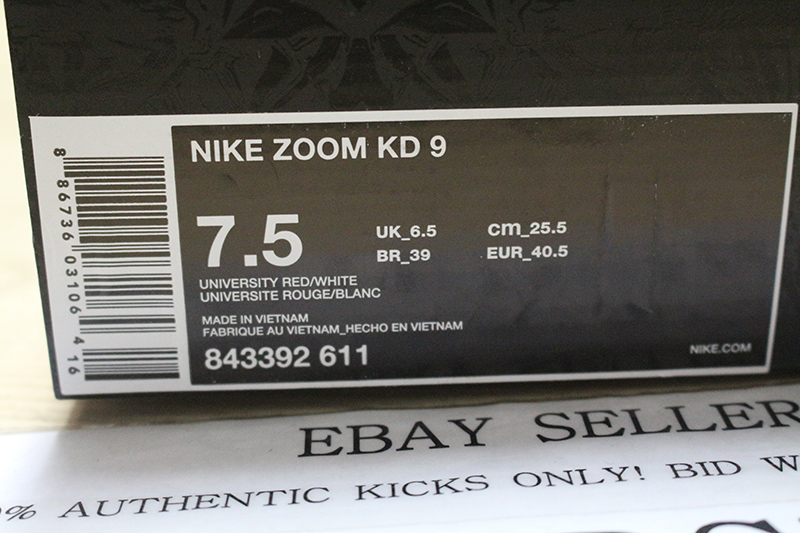 8 86736 03106 4 16
NIKE ZOOM KD 9
7.5
UK_6.5 cm_25.5
BR_39 EUR_40.5
UNIVERSITY RED/WHITE
UNIVERSITE ROUGE/BLANC
MADE IN VIETNAM
FABRIQUE AU VIETNAM_HECHO EN VIETNAM
843392 611
NIKE.COM
EBAY SELLER
% AUTHENTIC KICKS ONLY! BID